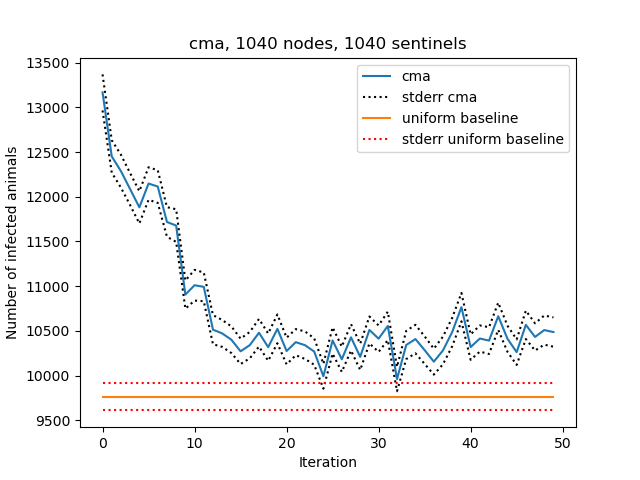 cma, 1040 nodes, 1040 sentinels
13500
13000
12500
12000
11500
11000
10500
10000
9500
Number of infected animals
cma
stderr cma
uniform baseline
stderr uniform baseline
0
10
20
30
40
50
Iteration